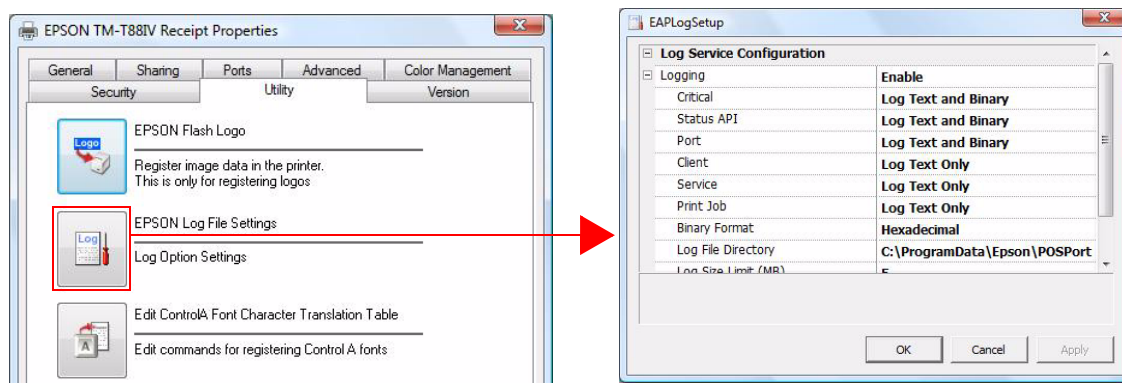 EPSON TM-T88IV Receipt Properties
General Sharing Ports Advanced Color Management
Security Utility Version
Logo
EPSON Flash Logo
Register image data in the printer.
This is only for registering logos
Log
EPSON Log File Settings
Log Option Settings
A
Edit ControlA Font Character Translation Table
Edit commands for registering Control A fonts
EAPLogSetup
Log Service Configuration
Logging Enable
Critical Log Text and Binary
Status API Log Text and Binary
Port Log Text and Binary
Client Log Text Only
Service Log Text Only
Print Job Log Text Only
Binary Format Hexadecimal
Log File Directory C:\ProgramData\Epson\POSPort
Log Size Limit (MB) 5
OK Cancel Apply